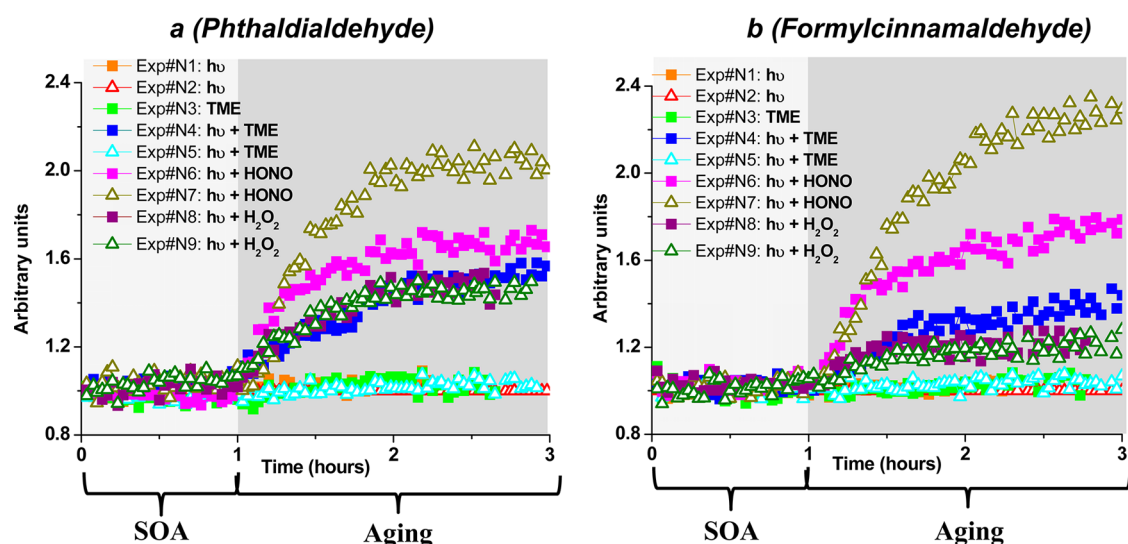 a (Phthaldialdehyde)
2.4
2.0
1.6
1.2
0.8
Arbitrary units
Exp#N1: hυ
Exp#N2: hυ
Exp#N3: TME
Exp#N4: hυ + TME
Exp#N5: hυ + TME
Exp#N6: hυ + HONO
Exp#N7: hυ + HONO
Exp#N8: hυ + H₂O₂
Exp#N9: hυ + H₂O₂
0
1
2
3
Time (hours)
SOA
Aging
b (Formylcinnamaldehyde)
2.4
2.0
1.6
1.2
0.8
Arbitrary units
Exp#N1: hυ
Exp#N2: hυ
Exp#N3: TME
Exp#N4: hυ + TME
Exp#N5: hυ + TME
Exp#N6: hυ + HONO
Exp#N7: hυ + HONO
Exp#N8: hυ + H₂O₂
Exp#N9: hυ + H₂O₂
0
1
2
3
Time (hours)
SOA
Aging